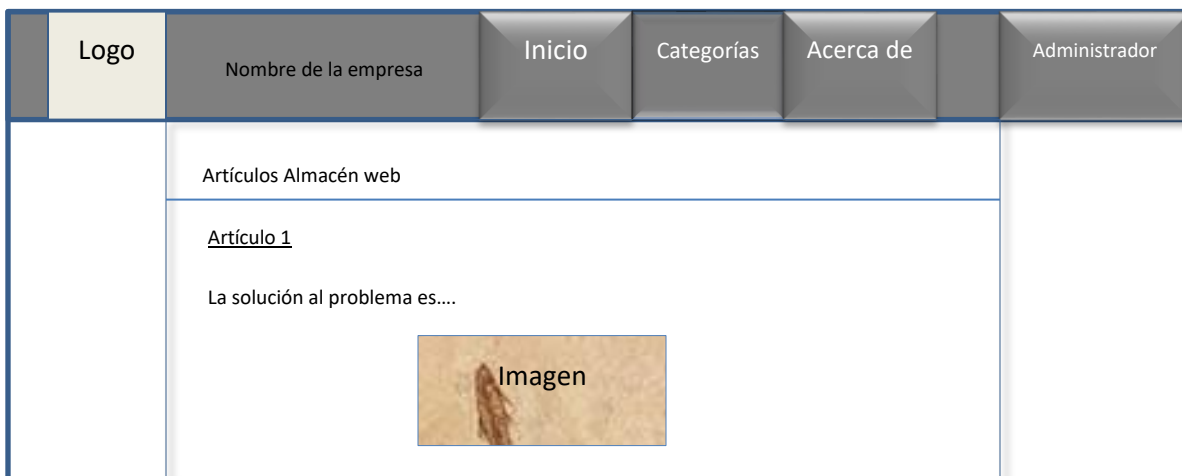 Logo
Nombre de la empresa
Inicio
Categorías
Acerca de
Administrador
Artículos Almacén web
Artículo 1
La solución al problema es....
Imagen